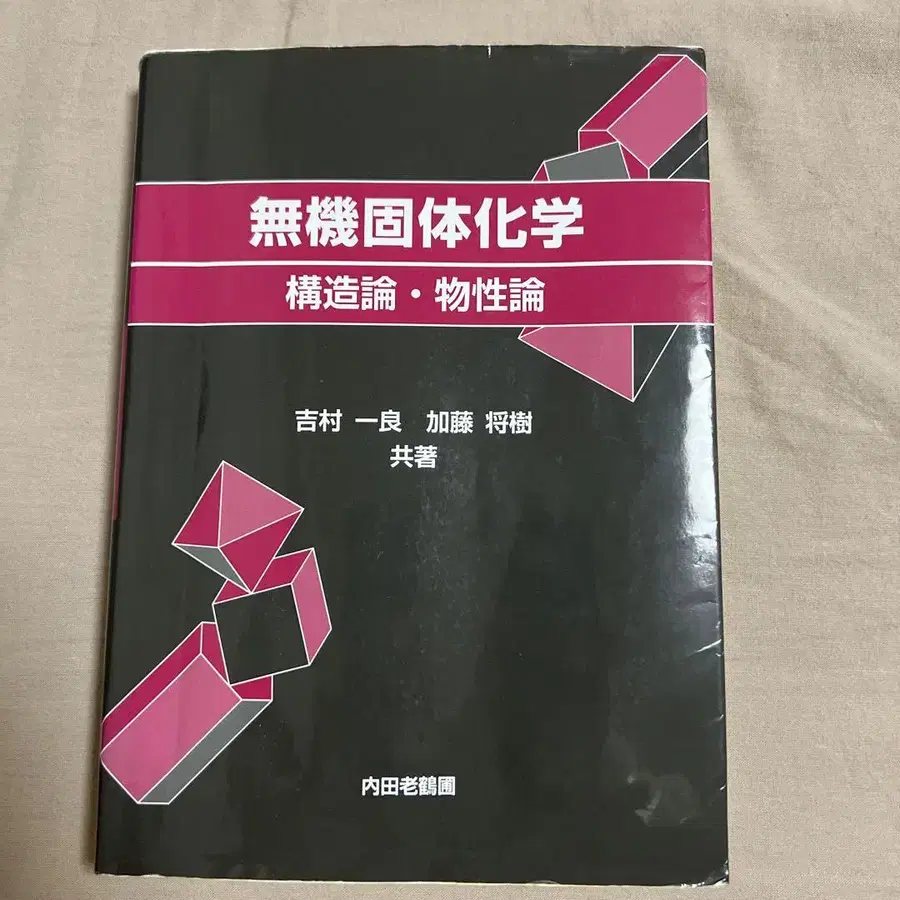 無機固体化学
構造論・物性論
吉村 一良 加藤 将樹
共著
内田老鶴圃